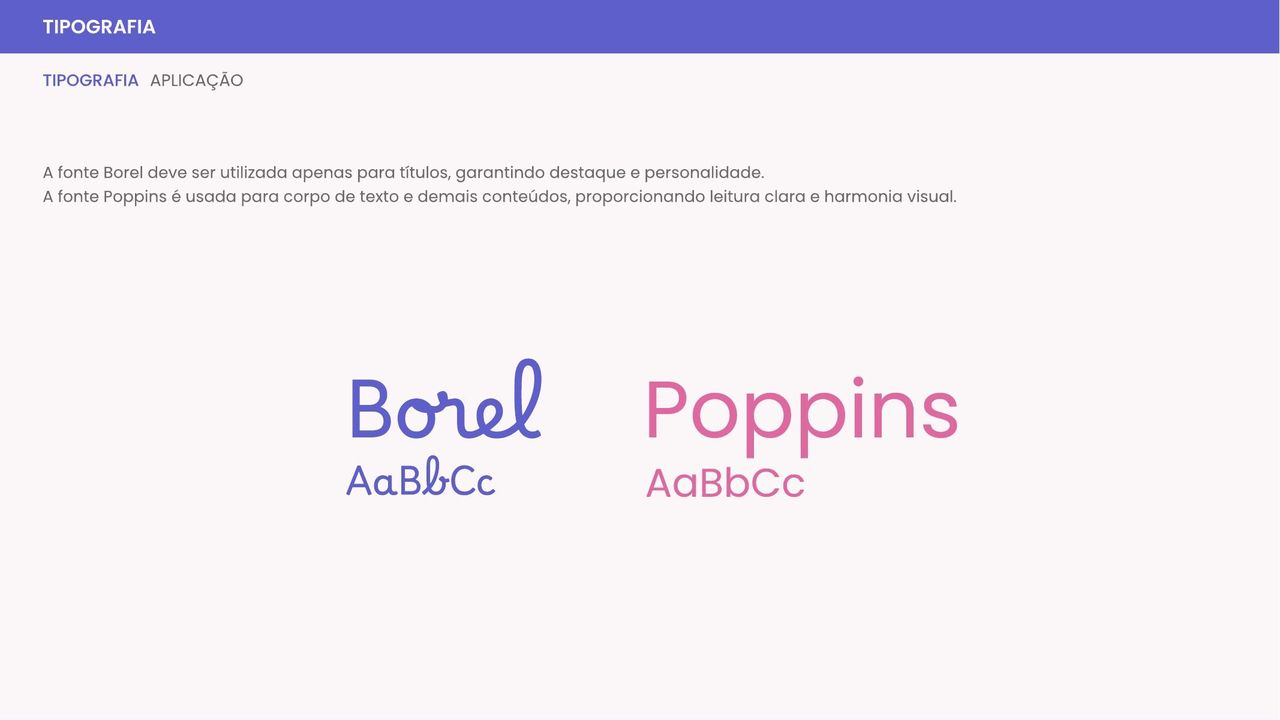 TIPOGRAFIA
TIPOGRAFIA APLICAÇÃO
A fonte Borel deve ser utilizada apenas para títulos, garantindo destaque e personalidade.
A fonte Poppins é usada para corpo de texto e demais conteúdos, proporcionando leitura clara e harmonia visual.
Borel
AaBbCc
Poppins
AaBbCc